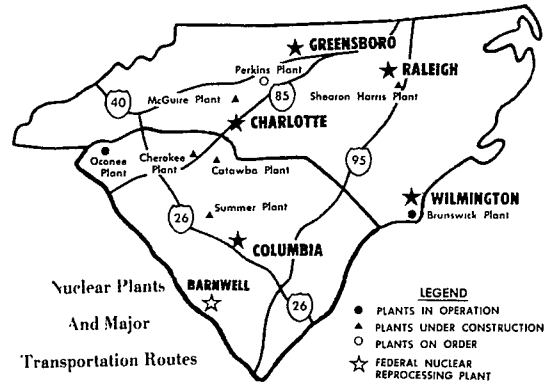 GREENSBORO
Perkins Plant
RALEIGH
40
McGuire Plant
85
Shearon Harris Plant
CHARLOTTE
Oconee
Plant
Cherokee
Plant
Catawba Plant
95
26
Summer Plant
WILMINGTON
Brunswick Plant
COLUMBIA
BARNWELL
26
Nuclear Plants
And Major
Transportation Routes
LEGEND
PLANTS IN OPERATION
PLANTS UNDER CONSTRUCTION
PLANTS ON ORDER
FEDERAL NUCLEAR
REPROCESSING PLANT